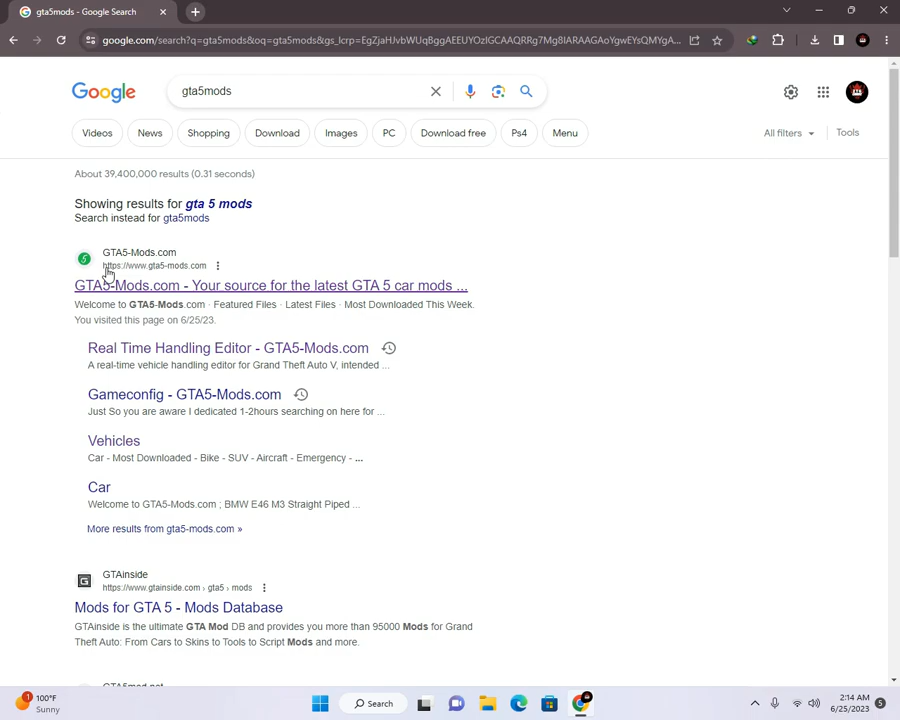 gta5mods - Google Search
google.com/search?q=gta5mods&oq=gta5mods&gs_lcrp=EgZjaHJvbWUqBggAEEUYOzIGCAAQRRg7Mg8IARAAGAoYgwEYsQMYgA...
Google
gta5mods
Videos
News
Shopping
Download
Images
PC
Download free
Ps4
Menu
All filters
Tools
About 39,400,000 results (0.31 seconds)
Showing results for gta 5 mods
Search instead for gta5mods
GTA5-Mods.com
https://www.gta5-mods.com
GTA5-Mods.com - Your source for the latest GTA 5 car mods ...
Welcome to GTA5-Mods.com · Featured Files · Latest Files · Most Downloaded This Week.
You visited this page on 6/25/23.
Real Time Handling Editor - GTA5-Mods.com
A real-time vehicle handling editor for Grand Theft Auto V, intended ...
Gameconfig - GTA5-Mods.com
Just So you are aware I dedicated 1-2hours searching on here for ...
Vehicles
Car - Most Downloaded - Bike - SUV - Aircraft - Emergency - ...
Car
Welcome to GTA5-Mods.com ; BMW E46 M3 Straight Piped ...
More results from gta5-mods.com »
GTAinside
https://www.gtainside.com › gta5 › mods
Mods for GTA 5 - Mods Database
GTAinside is the ultimate GTA Mod DB and provides you more than 95000 Mods for Grand
Theft Auto: From Cars to Skins to Tools to Script Mods and more.
100°F
Sunny
Search
2:14 AM
6/25/2023
5